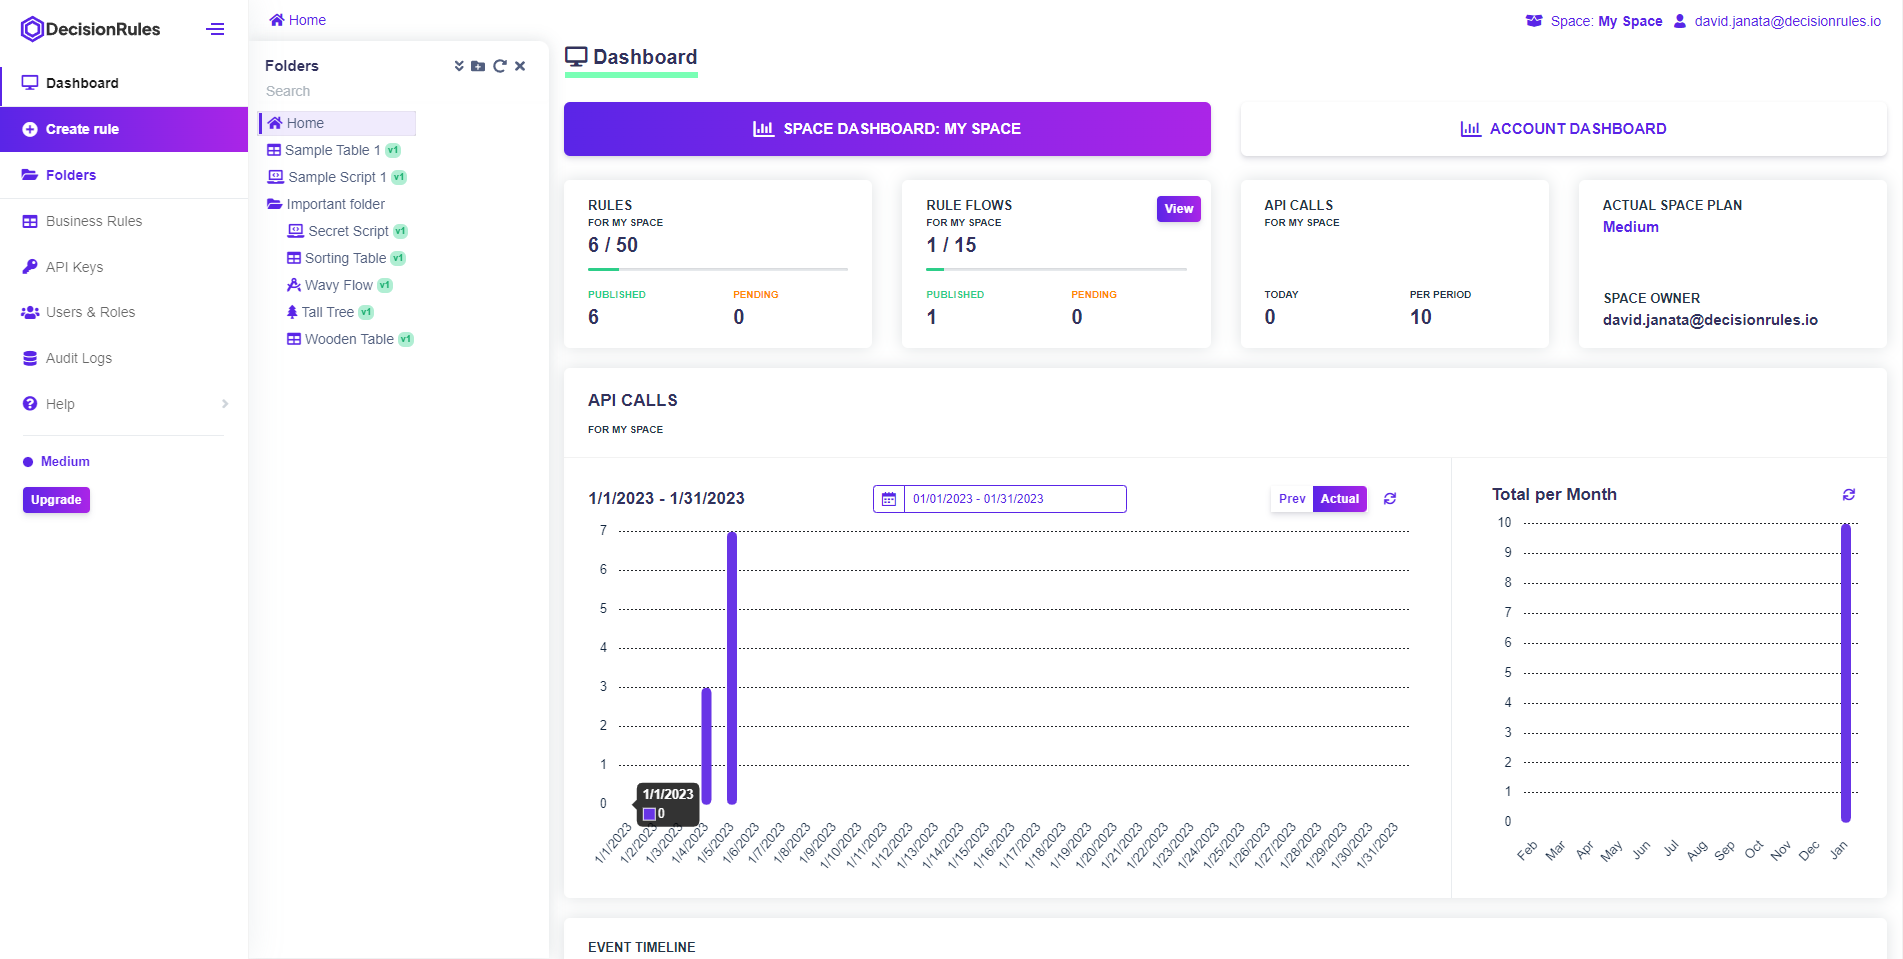 DecisionRules
Home
Space: My Space
david.janata@decisionrules.io
Dashboard
Create rule
Folders
Business Rules
API Keys
Users & Roles
Audit Logs
Help
Medium
Upgrade
Folders
Search
Home
Sample Table 1 v1
Sample Script 1 v1
Important folder
Secret Script v1
Sorting Table v1
Wavy Flow v1
Tall Tree v1
Wooden Table v1
Dashboard
SPACE DASHBOARD: MY SPACE
ACCOUNT DASHBOARD
RULES
FOR MY SPACE
6 / 50
PUBLISHED
PENDING
6
0
RULE FLOWS
View
FOR MY SPACE
1 / 15
PUBLISHED
PENDING
1
0
API CALLS
FOR MY SPACE
TODAY
PER PERIOD
0
10
ACTUAL SPACE PLAN
Medium
SPACE OWNER
david.janata@decisionrules.io
API CALLS
FOR MY SPACE
1/1/2023 - 1/31/2023
01/01/2023 - 01/31/2023
Prev
Actual
7
6
5
4
3
2
1
0
1/1/2023
0
1/1/2023
1/2/2023
1/3/2023
1/4/2023
1/5/2023
1/6/2023
1/7/2023
1/8/2023
1/9/2023
1/10/2023
1/11/2023
1/12/2023
1/13/2023
1/14/2023
1/15/2023
1/16/2023
1/17/2023
1/18/2023
1/19/2023
1/20/2023
1/21/2023
1/22/2023
1/23/2023
1/24/2023
1/25/2023
1/26/2023
1/27/2023
1/28/2023
1/29/2023
1/30/2023
1/31/2023
Total per Month
10
9
8
7
6
5
4
3
2
1
0
Feb
Mar
Apr
May
Jun
Jul
Aug
Sep
Oct
Nov
Dec
Jan
EVENT TIMELINE